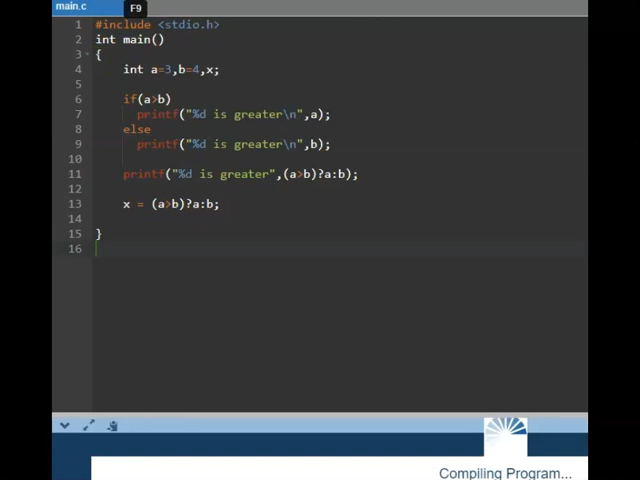 main.c
F9
1 #include <stdio.h>
2 int main()
3 {
4 int a=3,b=4,x;
5
6 if(a>b)
7 printf("%d is greater\n",a);
8 else
9 printf("%d is greater\n",b);
10
11 printf("%d is greater",(a>b)?a:b);
12
13 x = (a>b)?a:b;
14
15 }
16
Compiling Program...